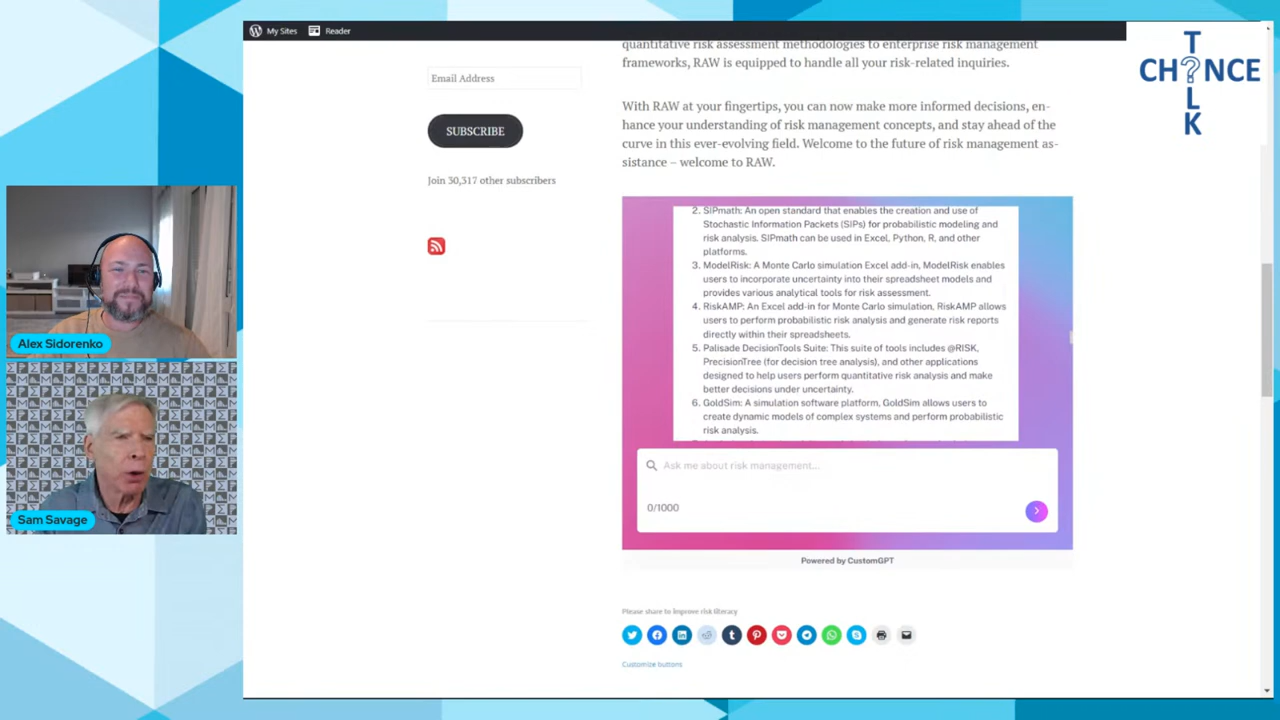 My Sites
Reader
T
CH?NCE
L
K
Email Address
SUBSCRIBE
Join 30,317 other subscribers
quantitative risk assessment methodologies to enterprise risk management
frameworks, RAW is equipped to handle all your risk-related inquiries.
With RAW at your fingertips, you can now make more informed decisions, en-
hance your understanding of risk management concepts, and stay ahead of the
curve in this ever-evolving field. Welcome to the future of risk management as-
sistance – welcome to RAW.
2. SIPmath: An open standard that enables the creation and use of
Stochastic Information Packets (SIPs) for probabilistic modeling and
risk analysis. SIPmath can be used in Excel, Python, R, and other
platforms.
3. ModelRisk: A Monte Carlo simulation Excel add-in, ModelRisk enables
users to incorporate uncertainty into their spreadsheet models and
provides various analytical tools for risk assessment.
4. RiskAMP: An Excel add-in for Monte Carlo simulation, RiskAMP allows
users to perform probabilistic risk analysis and generate risk reports
directly within their spreadsheets.
5. Palisade DecisionTools Suite: This suite of tools includes @RISK,
PrecisionTree (for decision tree analysis), and other applications
designed to help users perform quantitative risk analysis and make
better decisions under uncertainty.
6. GoldSim: A simulation software platform, GoldSim allows users to
create dynamic models of complex systems and perform probabilistic
risk analysis.
Ask me about risk management...
0/1000
Powered by CustomGPT
Please share to improve risk literacy
Customize buttons
Alex Sidorenko
Sam Savage